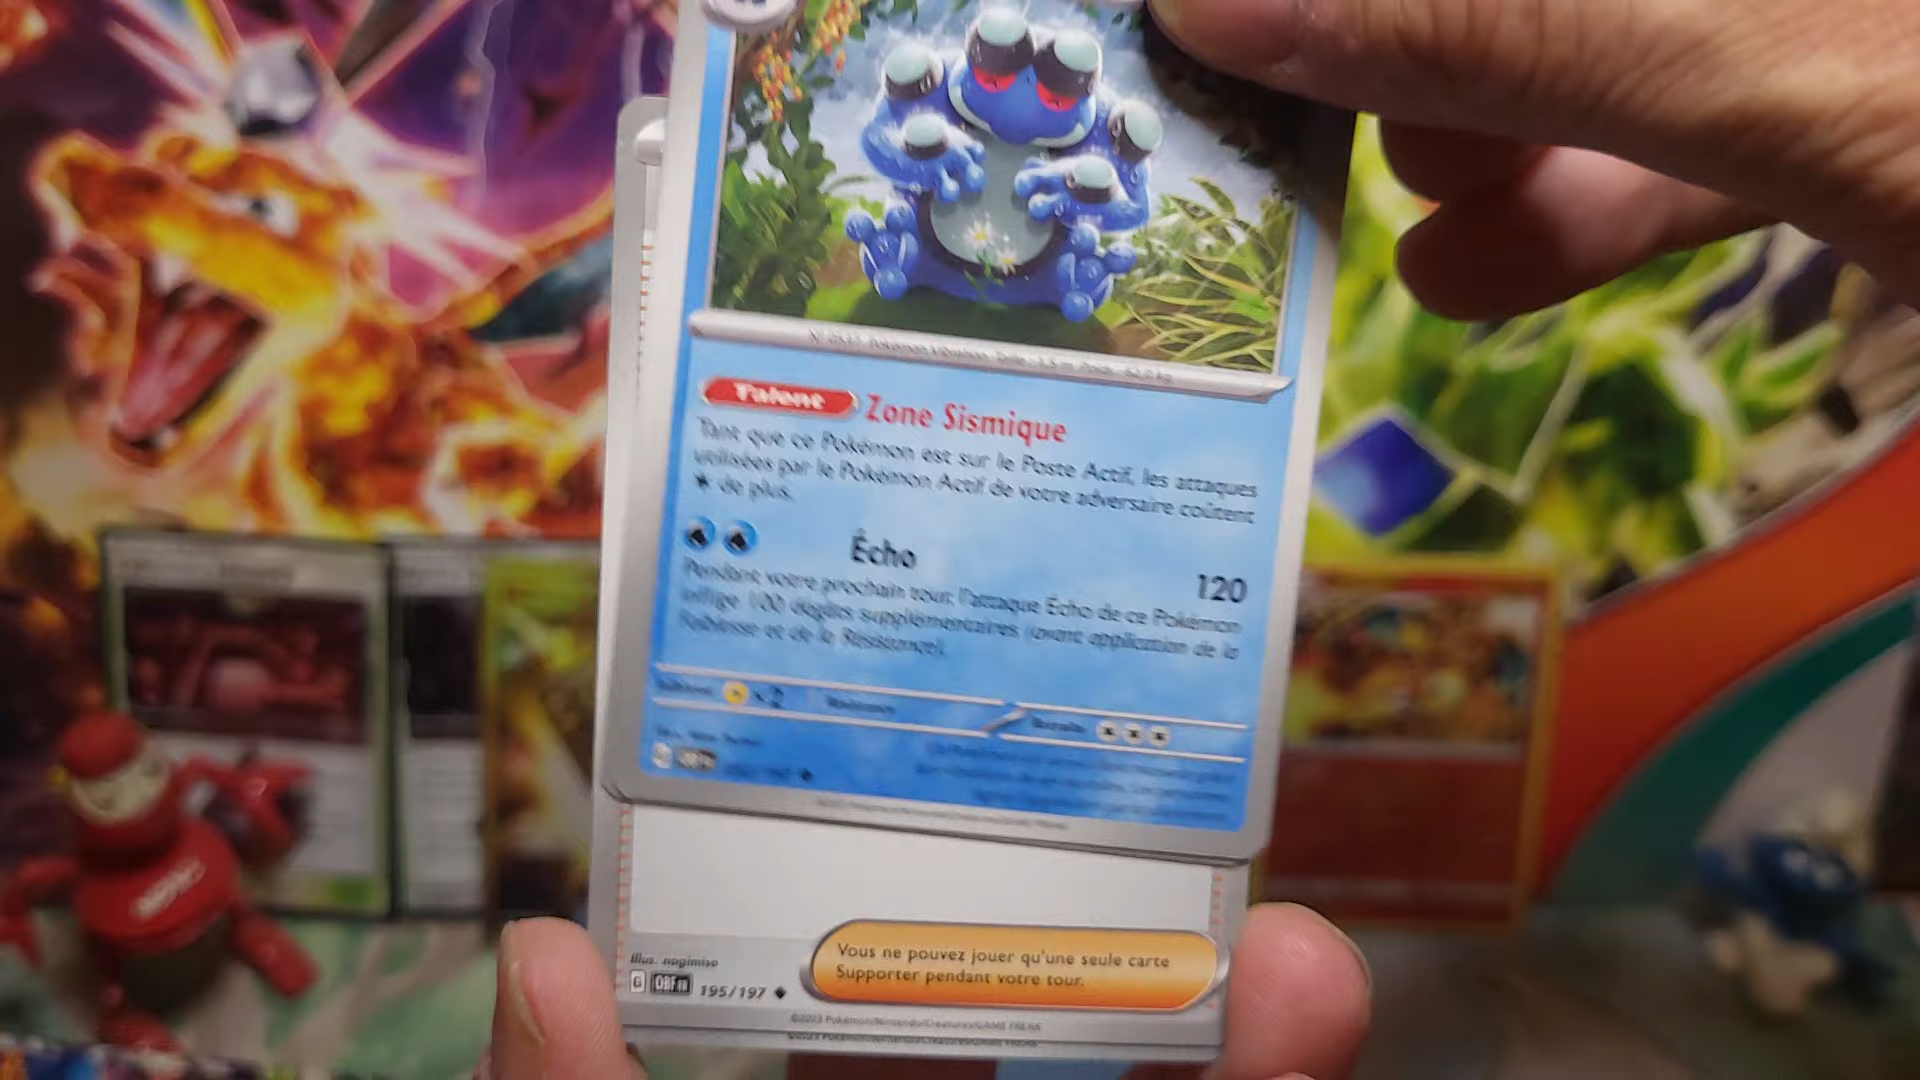 Talent Zone Sismique
Tant que ce Pokémon est sur le Poste Actif, les attaques
utilisées par le Pokémon Actif de votre adversaire coûtent
de plus.
Écho
120
Pendant votre prochain tour, l'attaque Écho de ce Pokémon
inflige 100 dégâts supplémentaires (avant application de la
Faiblesse et de la Résistance).
×2
Vous ne pouvez jouer qu'une seule carte
Supporter pendant votre tour.
Illus. nagimiso
G OBF FR 195/197
©2023 Pokémon/Nintendo/Creatures/GAME FREAK